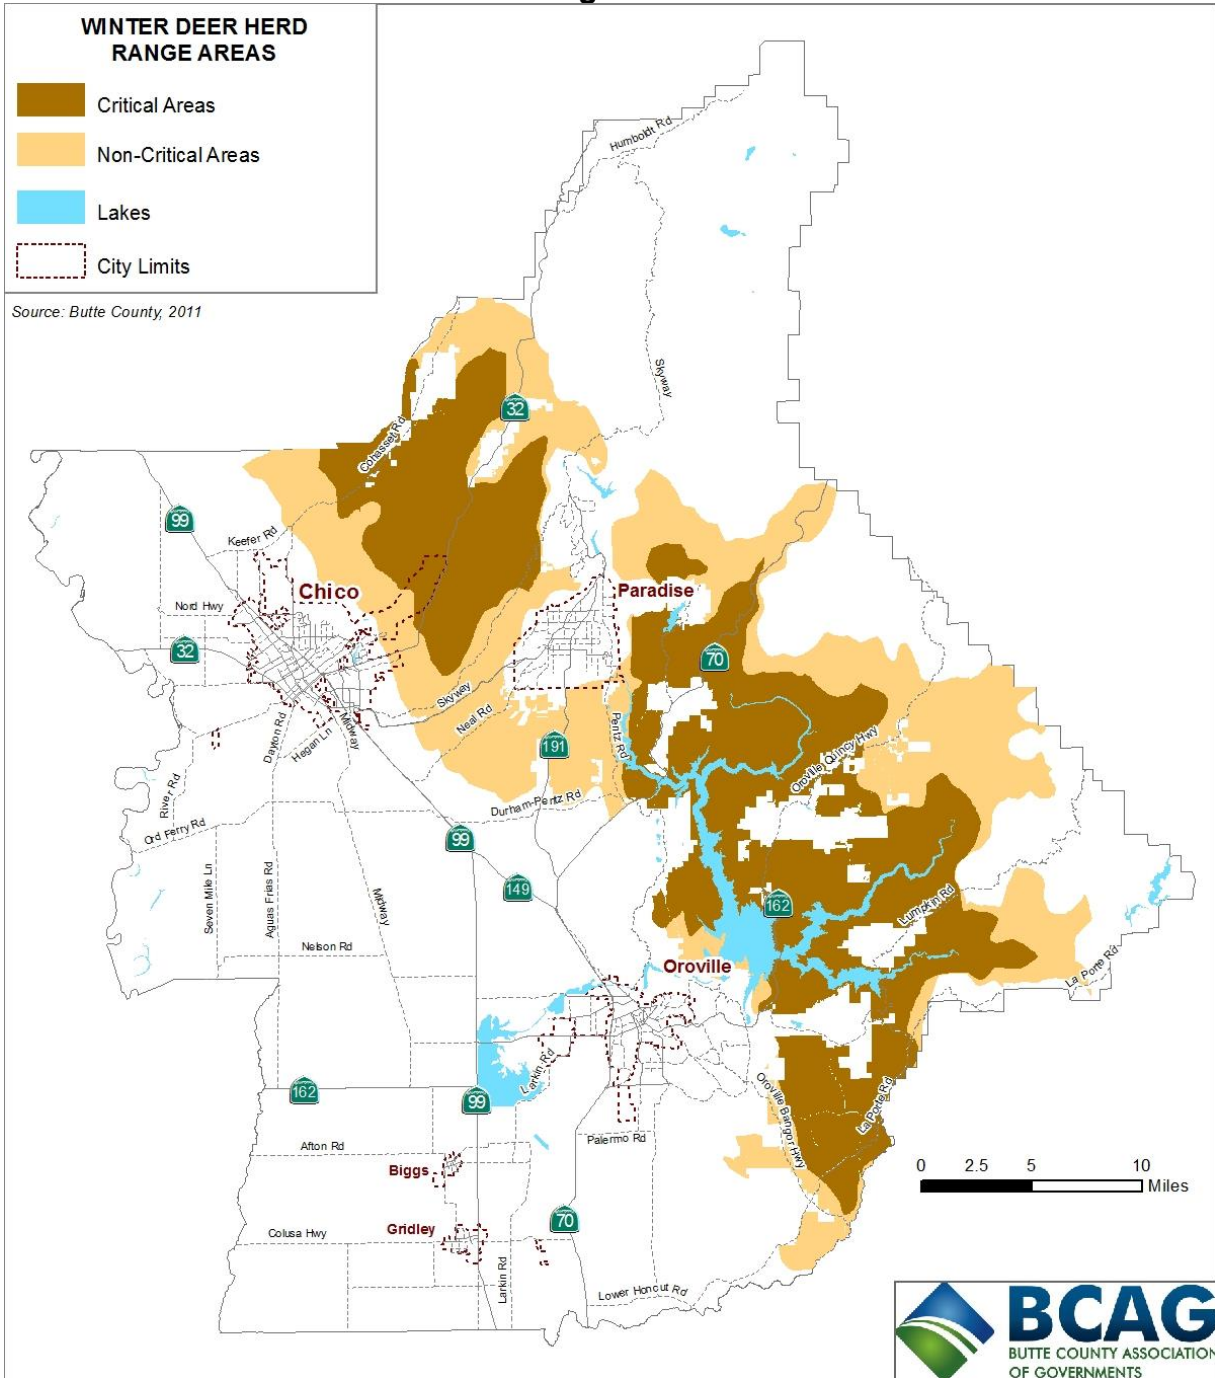 WINTER DEER HERD
RANGE AREAS
Critical Areas
Non-Critical Areas
Lakes
City Limits
Source: Butte County, 2011
Humboldt Rd
Skyway
32
Cohasset Rd
99
Keefer Rd
Chico
Paradise
Nord Hwy
32
70
Skyway
Neal Rd
Pentz Rd
191
Dayton Rd
Hegan Ln
Midway
Oroville Quincy Hwy
River Rd
Durham-Pentz Rd
Ord Ferry Rd
99
149
162
Seven Mile Ln
Aguas Frias Rd
Midway
Lumpkin Rd
Nelson Rd
Oroville
La Porte Rd
Larkin Rd
162
99
Oroville Bangor Hwy
La Porte Rd
Afton Rd
Palermo Rd
Biggs
0 2.5 5 10
Miles
Gridley
70
Colusa Hwy
Larkin Rd
Lower Honcut Rd
BCAG
BUTTE COUNTY ASSOCIATION
OF GOVERNMENTS